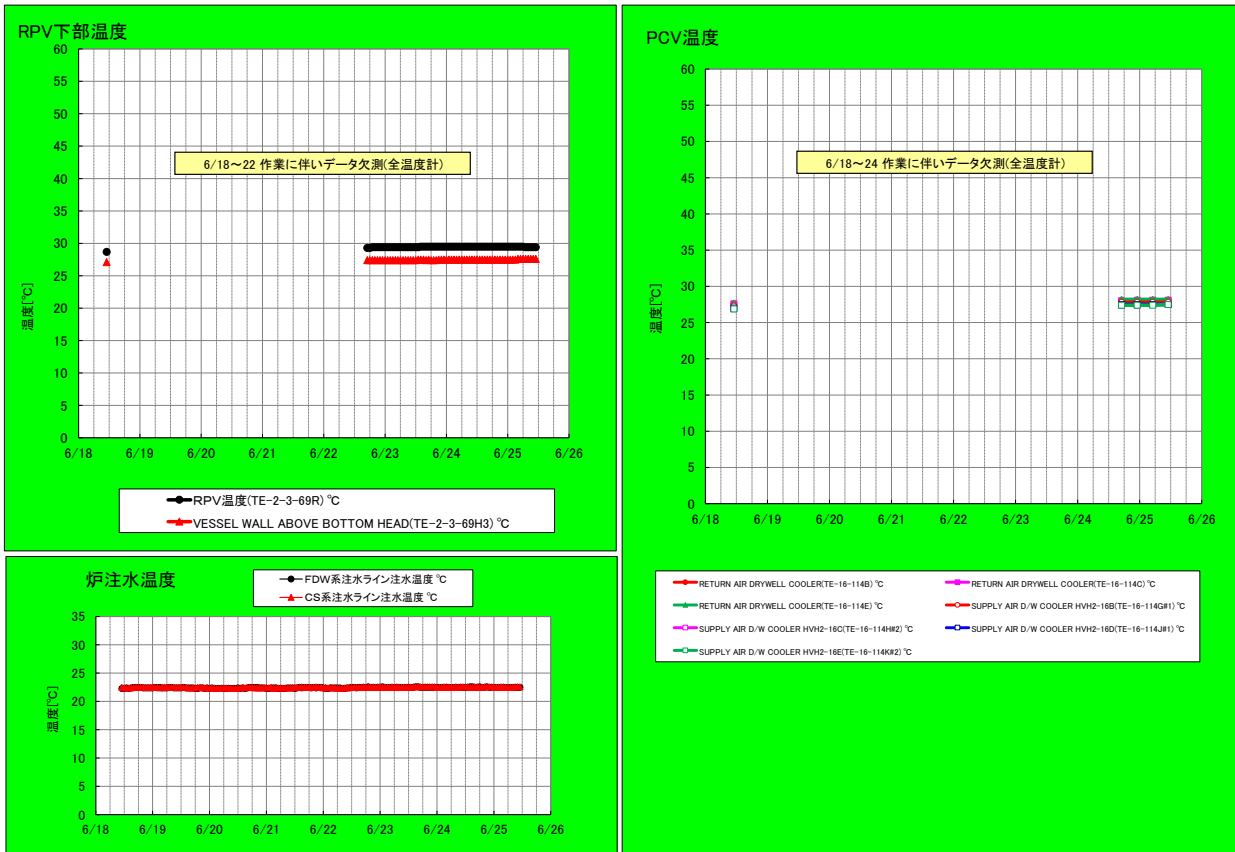 RPV下部温度
60
55
50
45
40
35
30
25
20
15
10
5
0
温度[℃]
6/18～22 作業に伴いデータ欠測(全温度計)
6/18 6/19 6/20 6/21 6/22 6/23 6/24 6/25 6/26
RPV温度(TE-2-3-69R) ℃
VESSEL WALL ABOVE BOTTOM HEAD(TE-2-3-69H3) ℃
炉注水温度
FDW系注水ライン注水温度 ℃
CS系注水ライン注水温度 ℃
35
30
25
20
15
10
5
0
温度[℃]
6/18 6/19 6/20 6/21 6/22 6/23 6/24 6/25 6/26
PCV温度
60
55
50
45
40
35
30
25
20
15
10
5
0
温度[℃]
6/18～24 作業に伴いデータ欠測(全温度計)
6/18 6/19 6/20 6/21 6/22 6/23 6/24 6/25 6/26
RETURN AIR DRYWELL COOLER(TE-16-114B) ℃
RETURN AIR DRYWELL COOLER(TE-16-114C) ℃
RETURN AIR DRYWELL COOLER(TE-16-114E) ℃
SUPPLY AIR D/W COOLER HVH2-16B(TE-16-114G#1) ℃
SUPPLY AIR D/W COOLER HVH2-16C(TE-16-114H#2) ℃
SUPPLY AIR D/W COOLER HVH2-16D(TE-16-114J#1) ℃
SUPPLY AIR D/W COOLER HVH2-16E(TE-16-114K#2) ℃